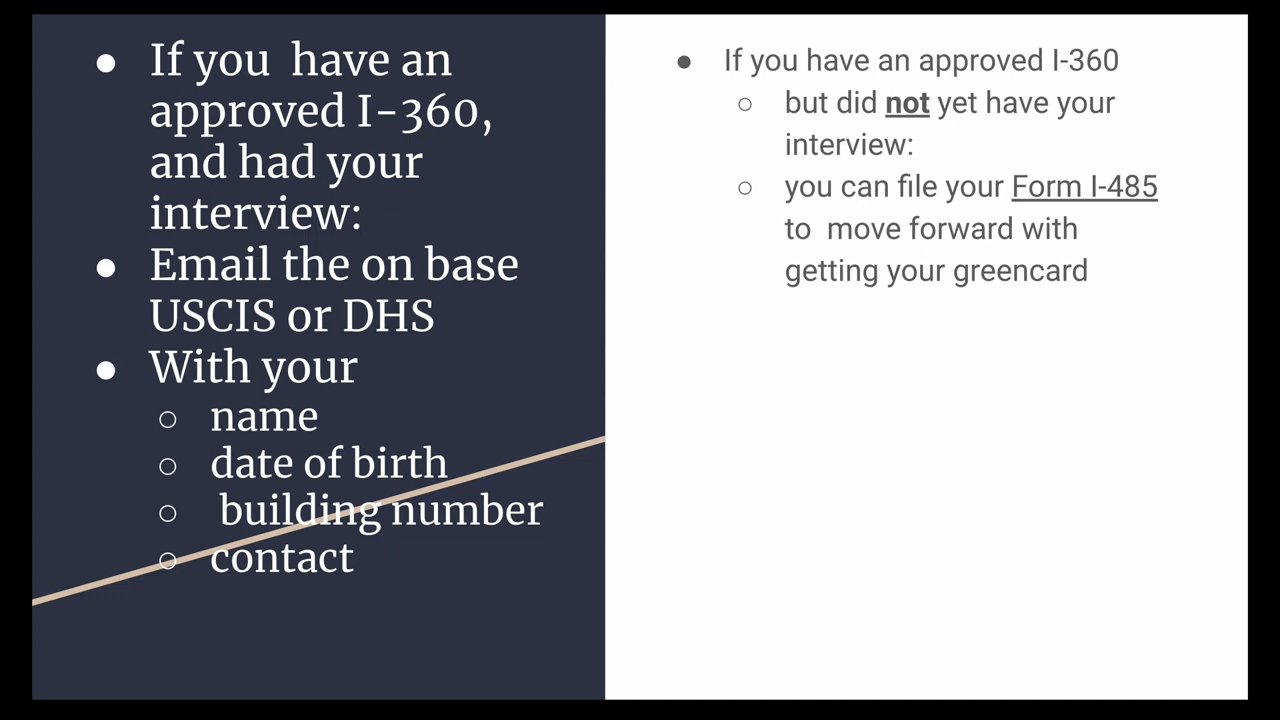 ● If you  have an
approved I-360,
and had your
interview:
● Email the on base
USCIS or DHS
● With your
○ name
○ date of birth
○  building number
○ contact
● If you have an approved I-360
○ but did not yet have your
interview:
○ you can file your Form I-485
to  move forward with
getting your greencard